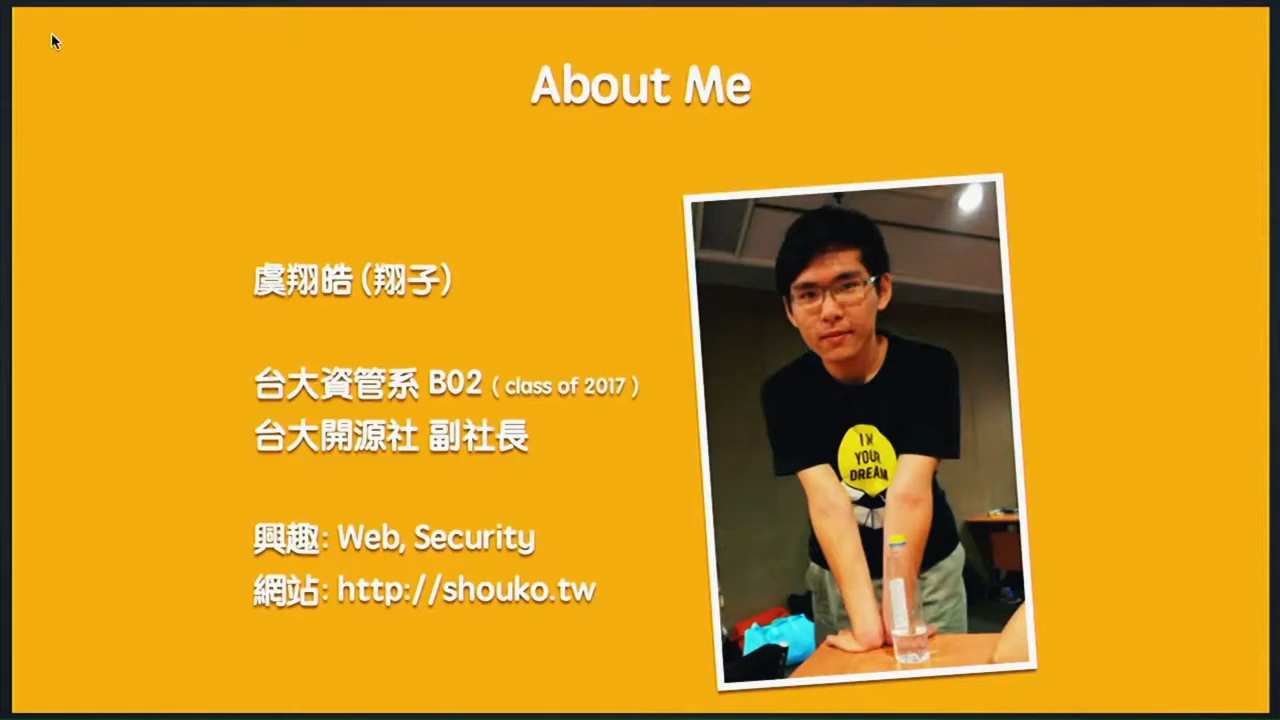 About Me
虞翔皓 (翔子)
台大資管系 B02 ( class of 2017 )
台大開源社 副社長
興趣: Web, Security
網站: http://shouko.tw
I'M
YOUR
DREAM